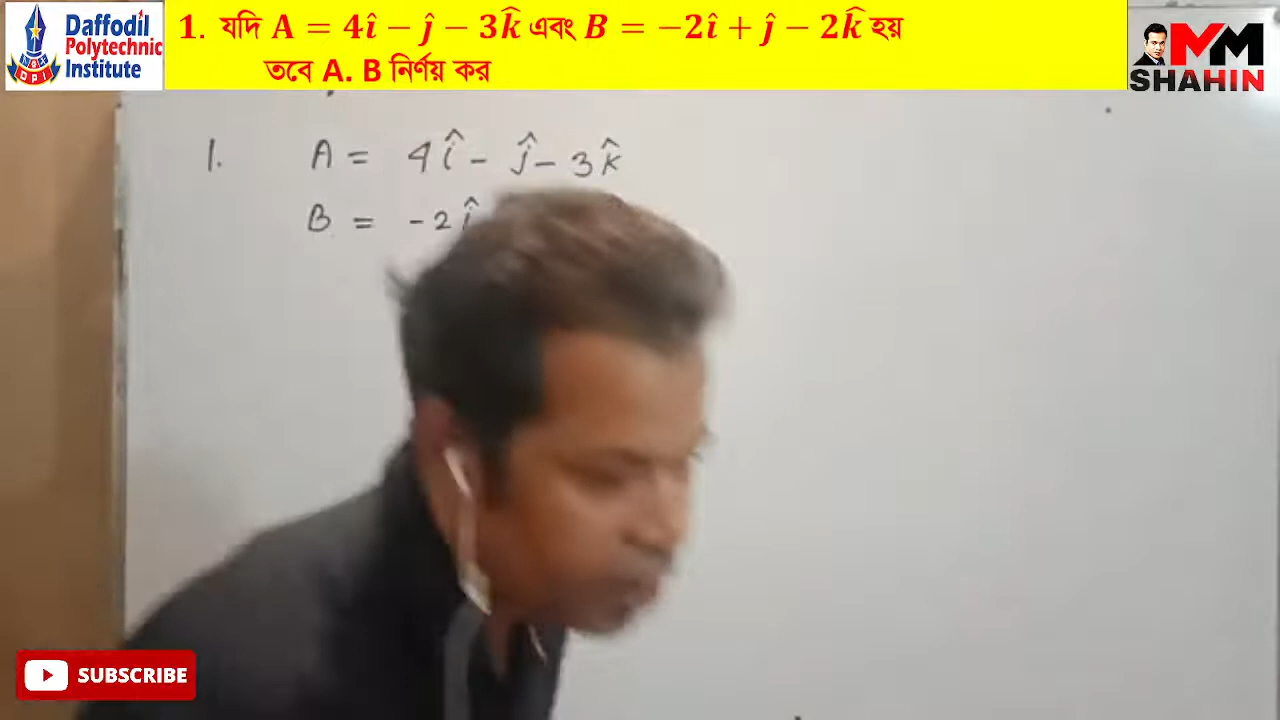 Daffodil
Polytechnic
Institute
DPI
1. যদি A = 4î − ĵ − 3k̂ এবং B = −2î + ĵ − 2k̂ হয়
তবে A. B নির্ণয় কর
MM
SHAHIN
1. A = 4î - ĵ - 3k̂
B = -2î
SUBSCRIBE